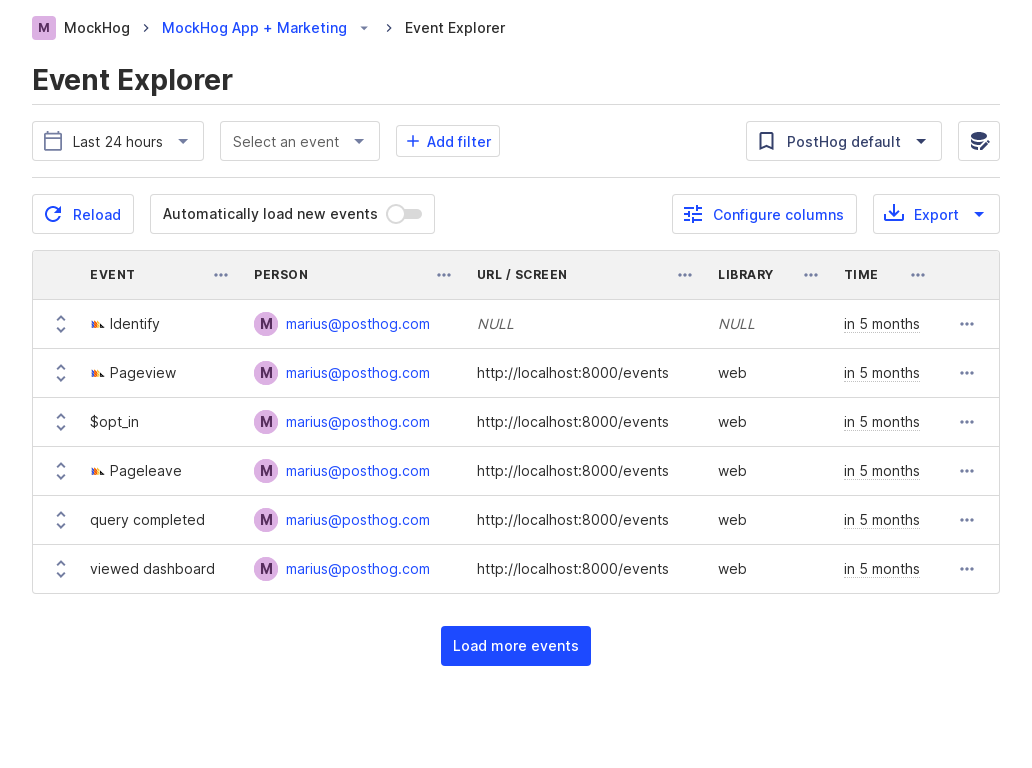 M MockHog MockHog App + Marketing Event Explorer
Event Explorer
Last 24 hours Select an event Add filter PostHog default
Reload Automatically load new events Configure columns Export
EVENT PERSON URL / SCREEN LIBRARY TIME
Identify M marius@posthog.com NULL NULL in 5 months
Pageview M marius@posthog.com http://localhost:8000/events web in 5 months
$opt_in M marius@posthog.com http://localhost:8000/events web in 5 months
Pageleave M marius@posthog.com http://localhost:8000/events web in 5 months
query completed M marius@posthog.com http://localhost:8000/events web in 5 months
viewed dashboard M marius@posthog.com http://localhost:8000/events web in 5 months
Load more events